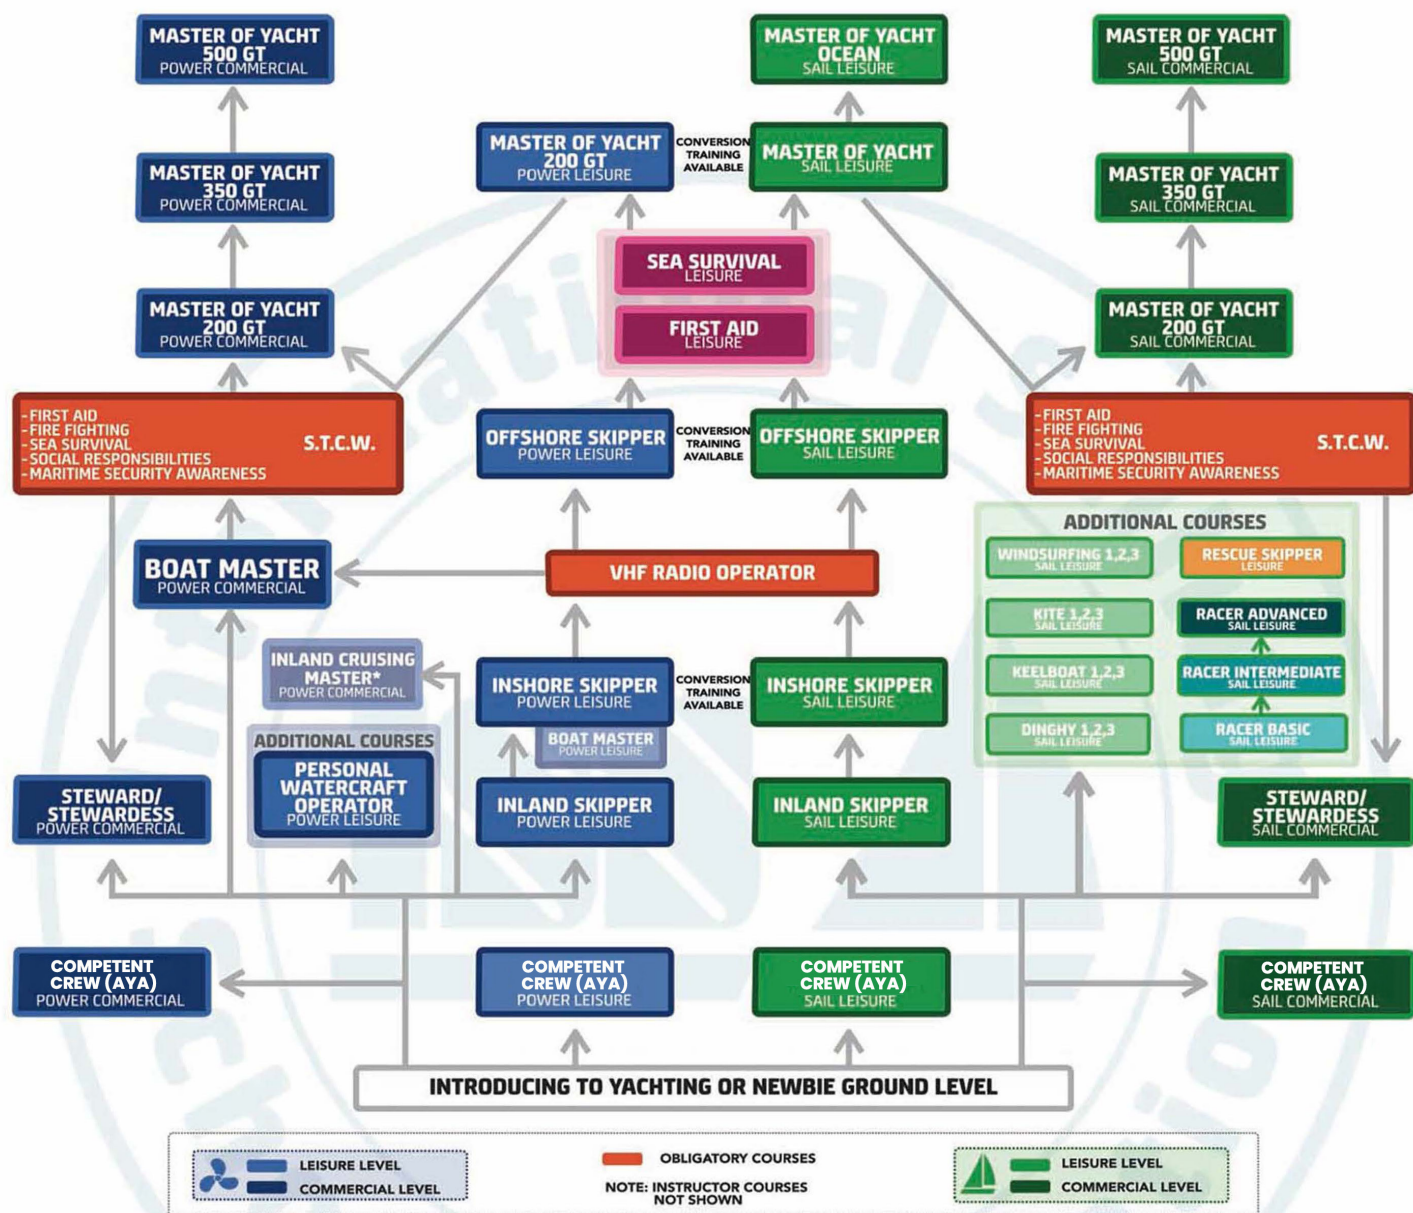 MASTER OF YACHT
500 GT
POWER COMMERCIAL
MASTER OF YACHT
OCEAN
SAIL LEISURE
MASTER OF YACHT
500 GT
SAIL COMMERCIAL
MASTER OF YACHT
200 GT
POWER LEISURE
CONVERSION
TRAINING
AVAILABLE
MASTER OF YACHT
SAIL LEISURE
MASTER OF YACHT
350 GT
POWER COMMERCIAL
MASTER OF YACHT
350 GT
SAIL COMMERCIAL
SEA SURVIVAL
LEISURE
FIRST AID
LEISURE
MASTER OF YACHT
200 GT
POWER COMMERCIAL
MASTER OF YACHT
200 GT
SAIL COMMERCIAL
-FIRST AID
-FIRE FIGHTING
-SEA SURVIVAL
-SOCIAL RESPONSIBILITIES
-MARITIME SECURITY AWARENESS
S.T.C.W.
OFFSHORE SKIPPER
POWER LEISURE
CONVERSION
TRAINING
AVAILABLE
OFFSHORE SKIPPER
SAIL LEISURE
-FIRST AID
-FIRE FIGHTING
-SEA SURVIVAL
-SOCIAL RESPONSIBILITIES
-MARITIME SECURITY AWARENESS
S.T.C.W.
BOAT MASTER
POWER COMMERCIAL
VHF RADIO OPERATOR
ADDITIONAL COURSES
WINDSURFING 1,2,3
SAIL LEISURE
RESCUE SKIPPER
LEISURE
KITE 1,2,3
SAIL LEISURE
RACER ADVANCED
SAIL LEISURE
KEELBOAT 1,2,3
SAIL LEISURE
RACER INTERMEDIATE
SAIL LEISURE
DINGHY 1,2,3
SAIL LEISURE
RACER BASIC
SAIL LEISURE
INLAND CRUISING
MASTER*
POWER COMMERCIAL
INSHORE SKIPPER
POWER LEISURE
CONVERSION
TRAINING
AVAILABLE
INSHORE SKIPPER
SAIL LEISURE
BOAT MASTER
POWER LEISURE
ADDITIONAL COURSES
PERSONAL
WATERCRAFT
OPERATOR
POWER LEISURE
STEWARD/
STEWARDESS
POWER COMMERCIAL
INLAND SKIPPER
POWER LEISURE
INLAND SKIPPER
SAIL LEISURE
STEWARD/
STEWARDESS
SAIL COMMERCIAL
COMPETENT
CREW (AYA)
POWER COMMERCIAL
COMPETENT
CREW (AYA)
POWER LEISURE
COMPETENT
CREW (AYA)
SAIL LEISURE
COMPETENT
CREW (AYA)
SAIL COMMERCIAL
INTRODUCING TO YACHTING OR NEWBIE GROUND LEVEL
LEISURE LEVEL
COMMERCIAL LEVEL
OBLIGATORY COURSES
NOTE: INSTRUCTOR COURSES
NOT SHOWN
LEISURE LEVEL
COMMERCIAL LEVEL